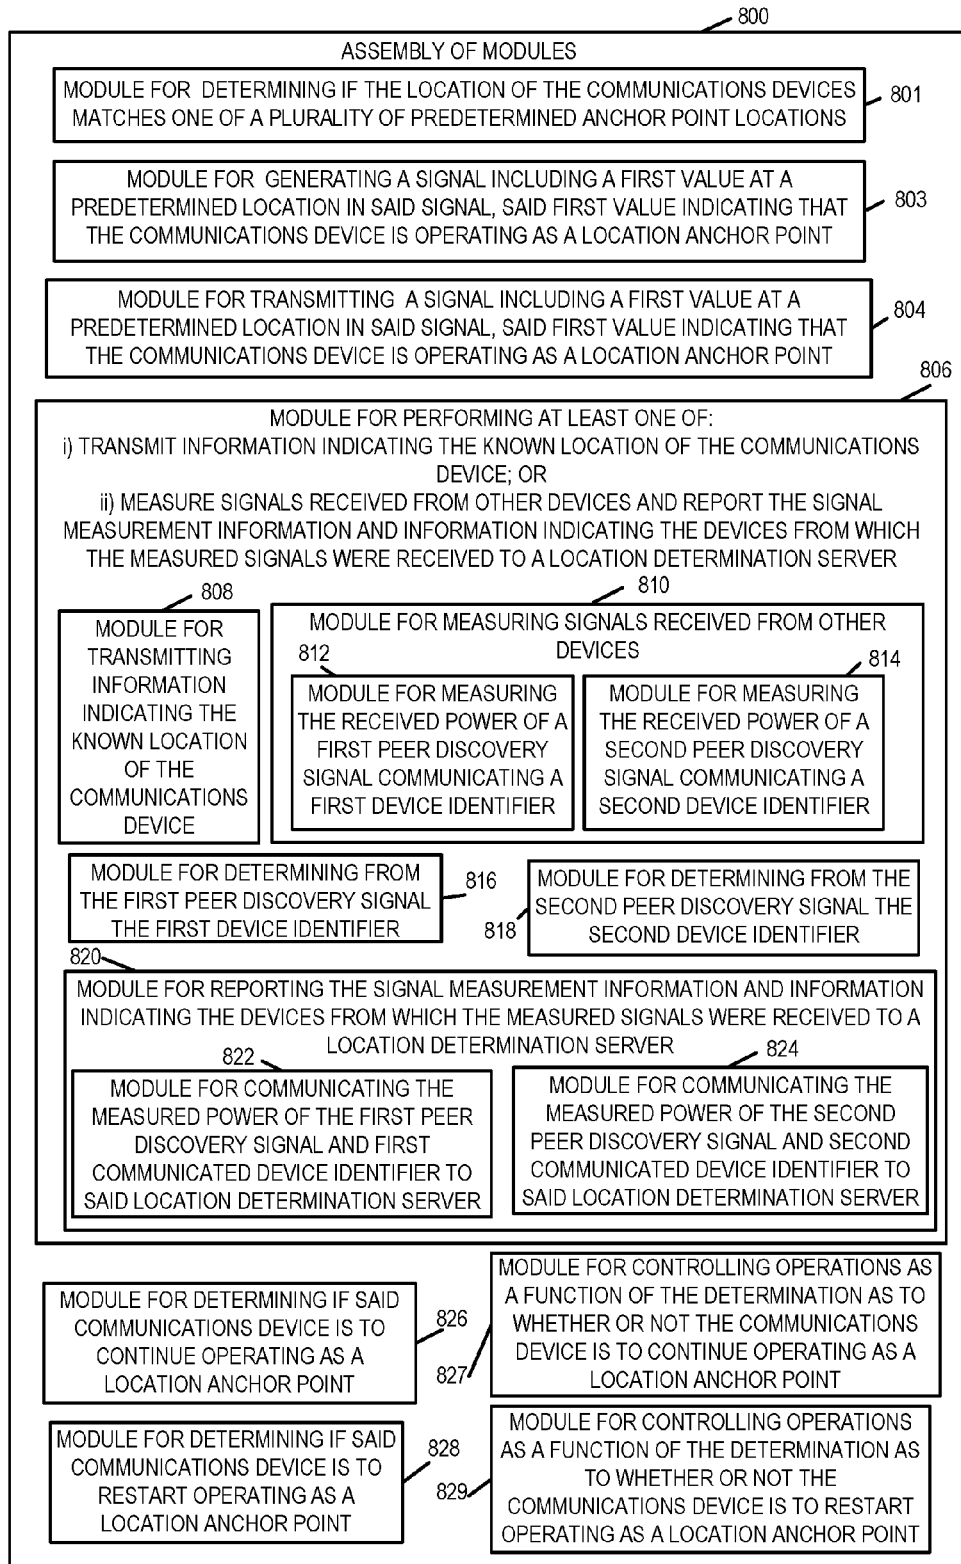 800
ASSEMBLY OF MODULES
MODULE FOR DETERMINING IF THE LOCATION OF THE COMMUNICATIONS DEVICES
MATCHES ONE OF A PLURALITY OF PREDETERMINED ANCHOR POINT LOCATIONS
801
MODULE FOR GENERATING A SIGNAL INCLUDING A FIRST VALUE AT A
PREDETERMINED LOCATION IN SAID SIGNAL, SAID FIRST VALUE INDICATING THAT
THE COMMUNICATIONS DEVICE IS OPERATING AS A LOCATION ANCHOR POINT
803
MODULE FOR TRANSMITTING A SIGNAL INCLUDING A FIRST VALUE AT A
PREDETERMINED LOCATION IN SAID SIGNAL, SAID FIRST VALUE INDICATING THAT
THE COMMUNICATIONS DEVICE IS OPERATING AS A LOCATION ANCHOR POINT
804
806
MODULE FOR PERFORMING AT LEAST ONE OF:
i) TRANSMIT INFORMATION INDICATING THE KNOWN LOCATION OF THE COMMUNICATIONS
DEVICE; OR
ii) MEASURE SIGNALS RECEIVED FROM OTHER DEVICES AND REPORT THE SIGNAL
MEASUREMENT INFORMATION AND INFORMATION INDICATING THE DEVICES FROM WHICH
THE MEASURED SIGNALS WERE RECEIVED TO A LOCATION DETERMINATION SERVER
808
MODULE FOR
TRANSMITTING
INFORMATION
INDICATING THE
KNOWN LOCATION
OF THE
COMMUNICATIONS
DEVICE
810
MODULE FOR MEASURING SIGNALS RECEIVED FROM OTHER
DEVICES
812
MODULE FOR MEASURING
THE RECEIVED POWER OF A
FIRST PEER DISCOVERY
SIGNAL COMMUNICATING A
FIRST DEVICE IDENTIFIER
814
MODULE FOR MEASURING
THE RECEIVED POWER OF A
SECOND PEER DISCOVERY
SIGNAL COMMUNICATING A
SECOND DEVICE IDENTIFIER
MODULE FOR DETERMINING FROM
THE FIRST PEER DISCOVERY SIGNAL
THE FIRST DEVICE IDENTIFIER
816
MODULE FOR DETERMINING FROM THE
SECOND PEER DISCOVERY SIGNAL THE
SECOND DEVICE IDENTIFIER
818
820
MODULE FOR REPORTING THE SIGNAL MEASUREMENT INFORMATION AND INFORMATION
INDICATING THE DEVICES FROM WHICH THE MEASURED SIGNALS WERE RECEIVED TO A
LOCATION DETERMINATION SERVER
822
MODULE FOR COMMUNICATING THE
MEASURED POWER OF THE FIRST PEER
DISCOVERY SIGNAL AND FIRST
COMMUNICATED DEVICE IDENTIFIER TO
SAID LOCATION DETERMINATION SERVER
824
MODULE FOR COMMUNICATING THE
MEASURED POWER OF THE SECOND
PEER DISCOVERY SIGNAL AND SECOND
COMMUNICATED DEVICE IDENTIFIER TO
SAID LOCATION DETERMINATION SERVER
MODULE FOR DETERMINING IF SAID
COMMUNICATIONS DEVICE IS TO
CONTINUE OPERATING AS A
LOCATION ANCHOR POINT
826
MODULE FOR CONTROLLING OPERATIONS AS
A FUNCTION OF THE DETERMINATION AS TO
WHETHER OR NOT THE COMMUNICATIONS
DEVICE IS TO CONTINUE OPERATING AS A
LOCATION ANCHOR POINT
827
MODULE FOR DETERMINING IF SAID
COMMUNICATIONS DEVICE IS TO
RESTART OPERATING AS A
LOCATION ANCHOR POINT
828
MODULE FOR CONTROLLING OPERATIONS
AS A FUNCTION OF THE DETERMINATION AS
TO WHETHER OR NOT THE
COMMUNICATIONS DEVICE IS TO RESTART
OPERATING AS A LOCATION ANCHOR POINT
829